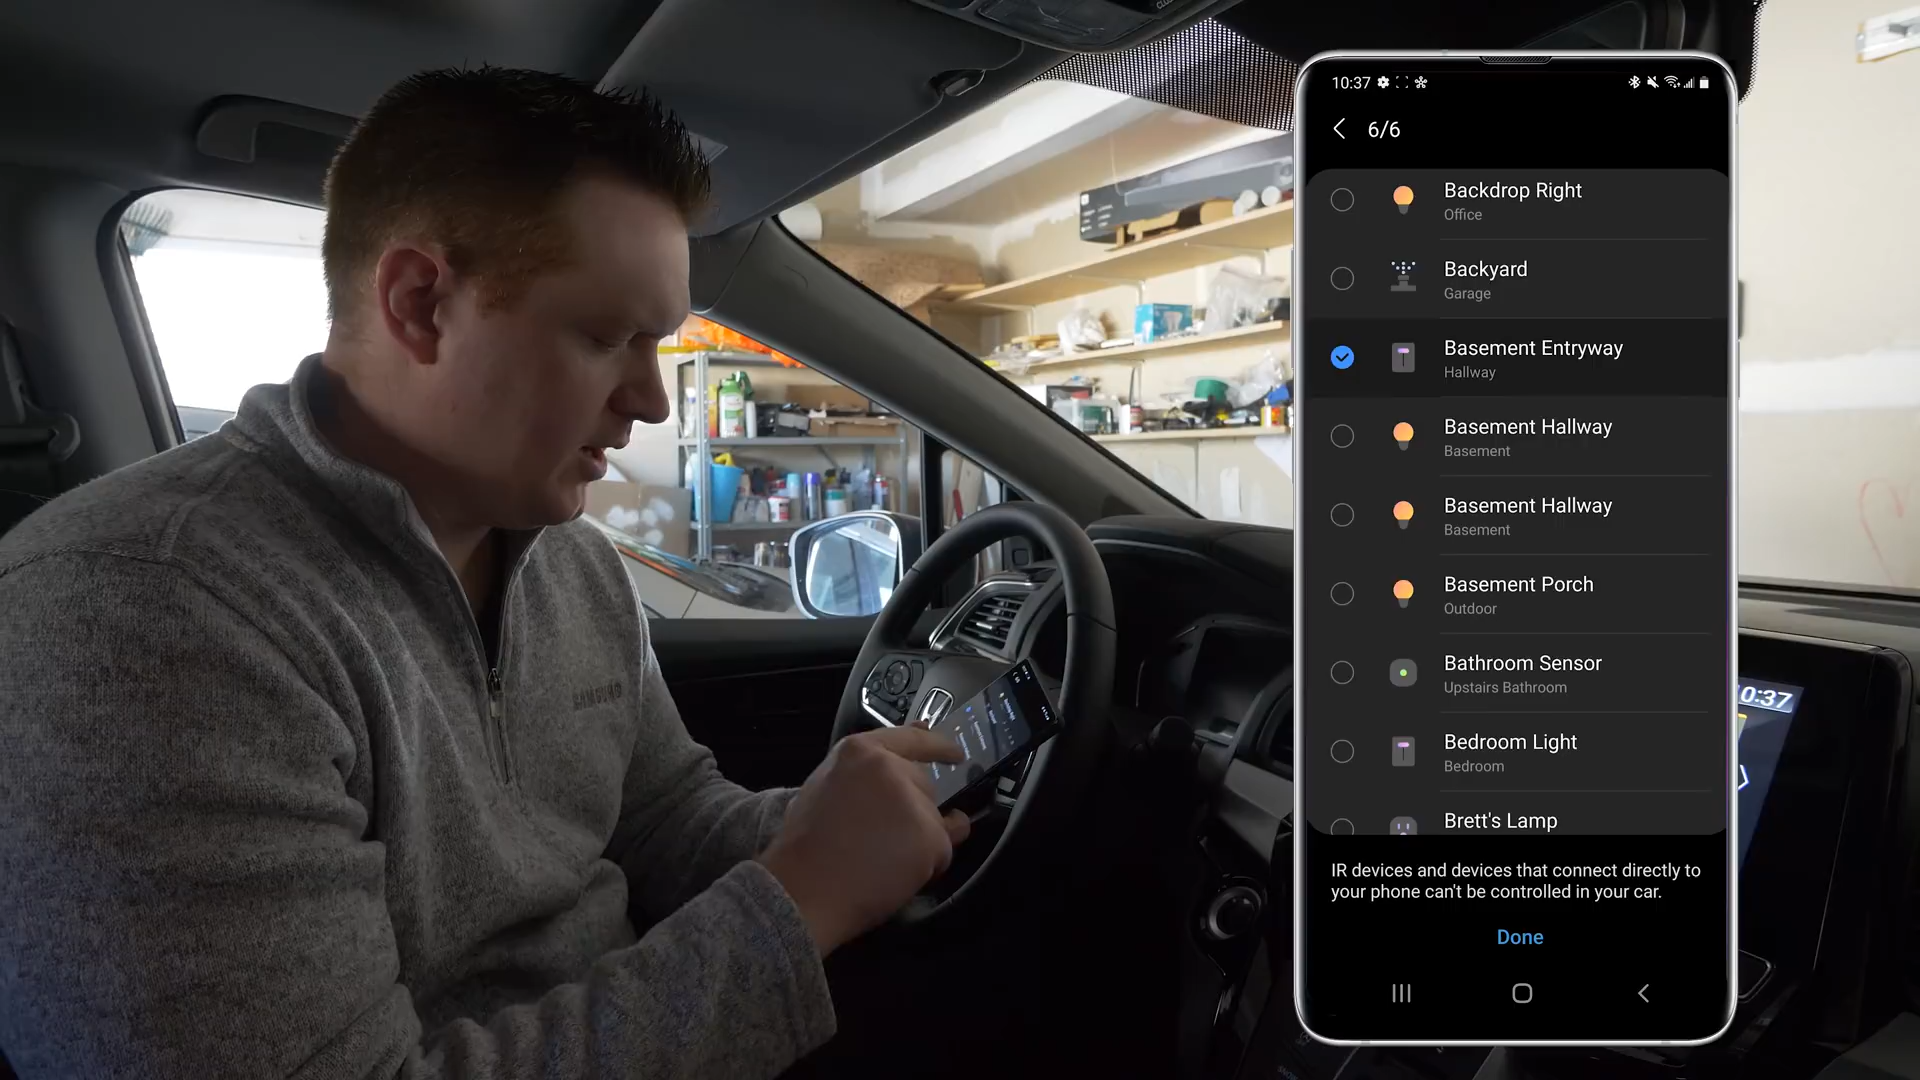 10:37
6/6
Backdrop Right
Office
Backyard
Garage
Basement Entryway
Hallway
Basement Hallway
Basement
Basement Hallway
Basement
Basement Porch
Outdoor
Bathroom Sensor
Upstairs Bathroom
Bedroom Light
Bedroom
Brett's Lamp
IR devices and devices that connect directly to
your phone can't be controlled in your car.
Done
SAMSUNG
0:37